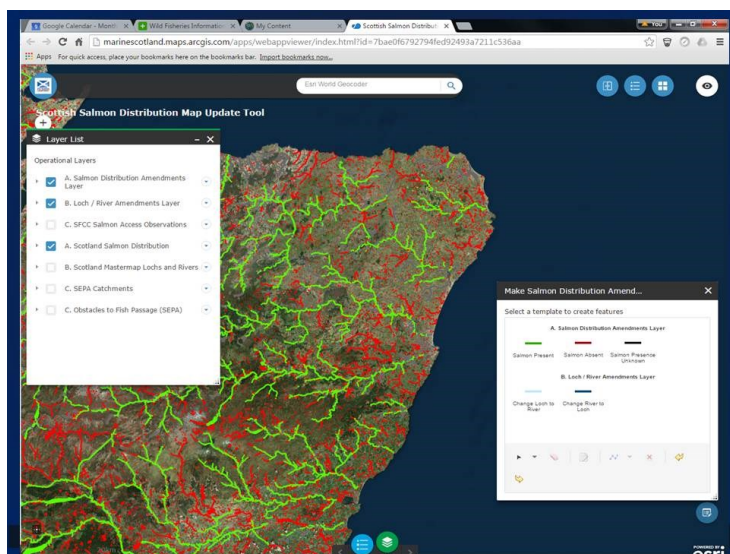 Google Calendar - Month
Wild Fisheries Information
My Content
Scottish Salmon Distribut
You
marinescotland.maps.arcgis.com/apps/webappviewer/index.html?id=7bae0f6792794fed92493a7211c536aa
Apps For quick access, place your bookmarks here on the bookmarks bar. Import bookmarks now...
Esri World Geocoder
Scottish Salmon Distribution Map Update Tool
Layer List
Operational Layers
A. Salmon Distribution Amendments
Layer
B. Loch / River Amendments Layer
C. SFCC Salmon Access Observations
A. Scotland Salmon Distribution
B. Scotland Mastermap Lochs and Rivers
C. SEPA Catchments
C. Obstacles to Fish Passage (SEPA)
Make Salmon Distribution Amend...
Select a template to create features
A. Salmon Distribution Amendments Layer
Salmon Present Salmon Absent Salmon Presence
Unknown
B. Loch / River Amendments Layer
Change Loch to Change River to
River Loch
POWERED BY
esri